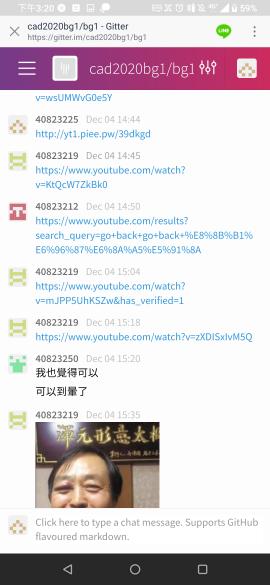 下午3:20
59%
cad2020bg1/bg1 - Gitter
https://gitter.im/cad2020bg1/bg1
LINE
cad2020bg1/bg1
v=wsUMWvG0e5Y
40823225 Dec 04 14:44
http://yt1.piee.pw/39dkgd
40823219 Dec 04 14:45
https://www.youtube.com/watch?
v=KtQcW7ZkBk0
40823212 Dec 04 14:50
https://www.youtube.com/results?
search_query=go+back+go+back+%E8%8B%B1%
E6%96%87%E6%8A%A5%E5%91%8A
40823219 Dec 04 15:04
https://www.youtube.com/watch?
v=mJPP5UhKSZw&has_verified=1
40823219 Dec 04 15:18
https://www.youtube.com/watch?v=zXDISxIvM5Q
40823250 Dec 04 15:20
我也覺得可以
可以到暈了
40823219 Dec 04 15:35
元形意太極
Click here to type a chat message. Supports GitHub
flavoured markdown.